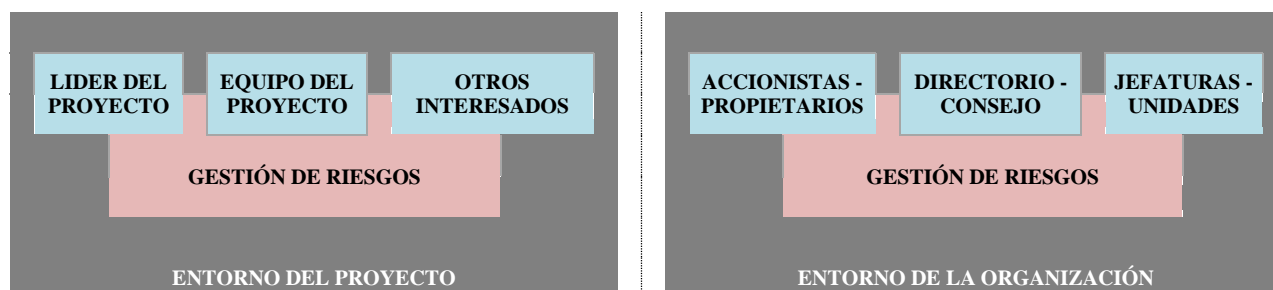 LIDER DEL
PROYECTO
EQUIPO DEL
PROYECTO
OTROS
INTERESADOS
GESTIÓN DE RIESGOS
ENTORNO DEL PROYECTO
ACCIONISTAS -
PROPIETARIOS
DIRECTORIO -
CONSEJO
JEFATURAS -
UNIDADES
GESTIÓN DE RIESGOS
ENTORNO DE LA ORGANIZACIÓN